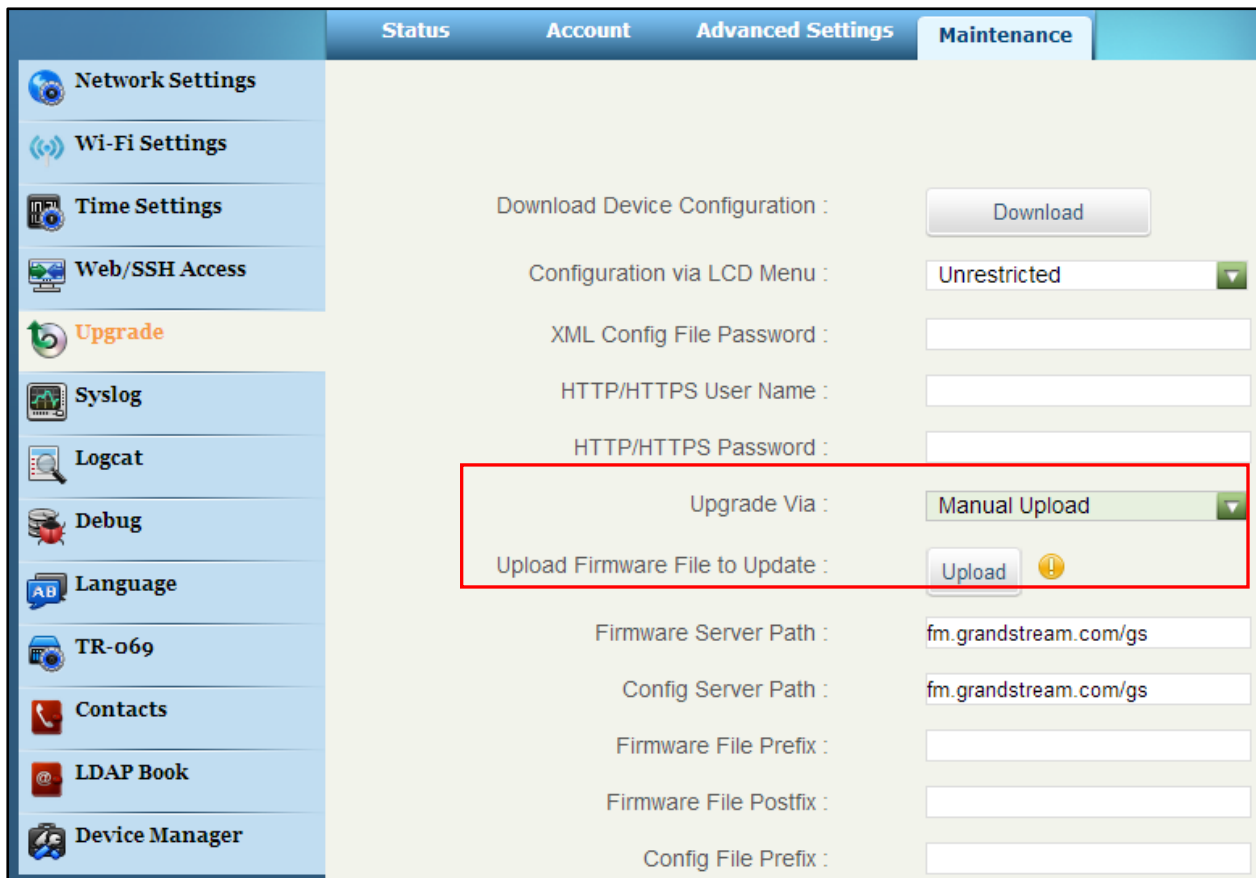 Status Account Advanced Settings Maintenance
Network Settings
Wi-Fi Settings
Time Settings
Web/SSH Access
Upgrade
Syslog
Logcat
Debug
Language
TR-069
Contacts
LDAP Book
Device Manager
Download Device Configuration : Download
Configuration via LCD Menu : Unrestricted
XML Config File Password :
HTTP/HTTPS User Name :
HTTP/HTTPS Password :
Upgrade Via : Manual Upload
Upload Firmware File to Update : Upload
Firmware Server Path : fm.grandstream.com/gs
Config Server Path : fm.grandstream.com/gs
Firmware File Prefix :
Firmware File Postfix :
Config File Prefix :